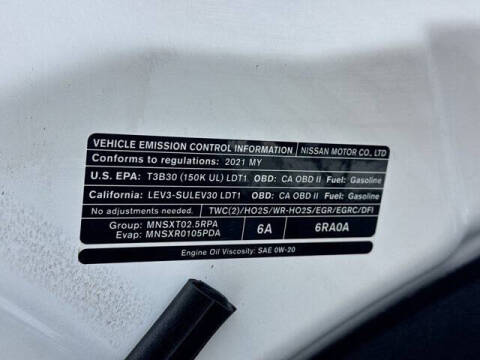 VEHICLE EMISSION CONTROL INFORMATION NISSAN MOTOR CO., LTD
Conforms to regulations: 2021 MY
U.S. EPA: T3B30 (150K UL) LDT1 OBD: CA OBD II Fuel: Gasoline
California: LEV3-SULEV30 LDT1 OBD: CA OBD II Fuel: Gasoline
No adjustments needed. TWC(2)/HO2S/WR-HO2S/EGR/EGRC/DFI
Group: MNSXT02.5RPA 6A 6RA0A
Evap: MNSXR0105PDA
Engine Oil Viscosity: SAE 0W-20